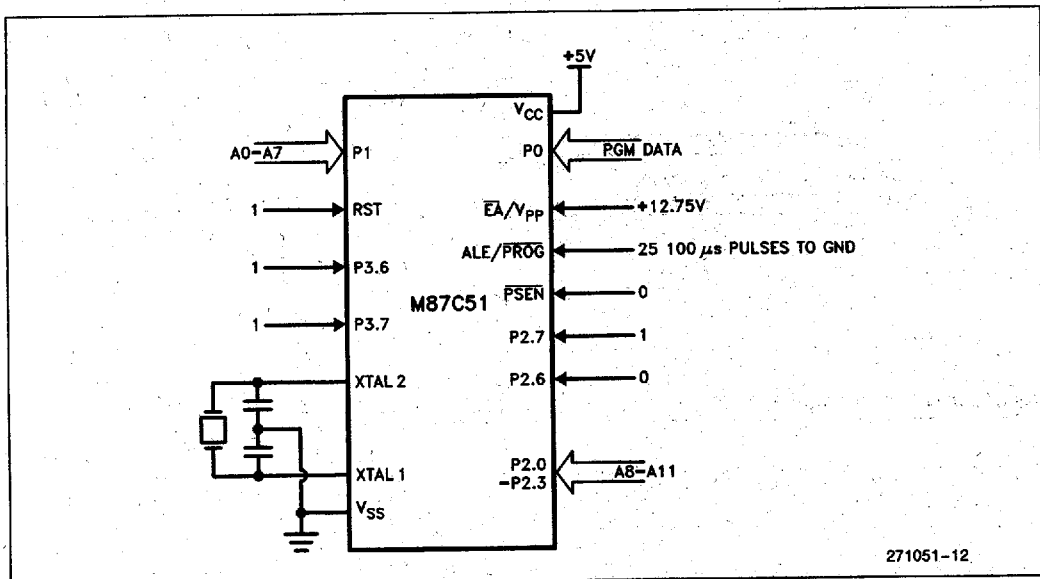 +5V
VCC
A0-A7
P1
P0
PGM DATA
1
RST
EA/VPP
+12.75V
ALE/PROG
25 100 μs PULSES TO GND
1
P3.6
PSEN
0
M87C51
1
P3.7
P2.7
1
P2.6
0
XTAL 2
XTAL 1
P2.0
-P2.3
A8-A11
VSS
271051-12